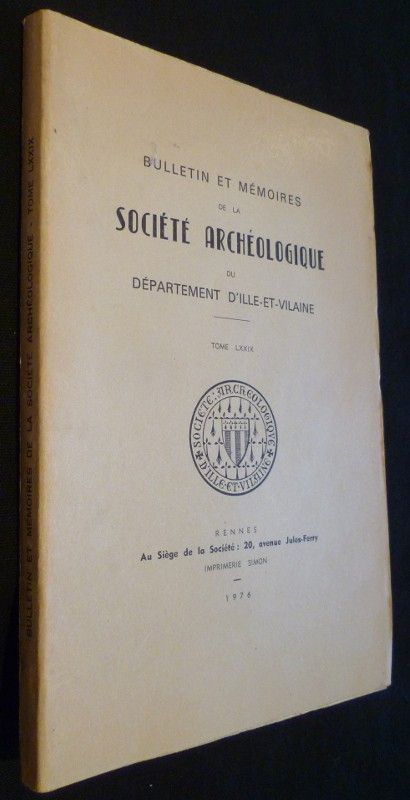 BULLETIN ET MÉMOIRES
DE LA
SOCIÉTÉ ARCHÉOLOGIQUE
DU
DÉPARTEMENT D'ILLE-ET-VILAINE
TOME LXXIX
SOCIÉTÉ: ARCHÉOLOGIQUE
D'ILLE-ET-VILAINE
RENNES
Au Siège de la Société : 20, avenue Jules-Ferry
IMPRIMERIE SIMON
1976
BULLETIN ET MÉMOIRES DE LA SOCIÉTÉ ARCHÉOLOGIQUE - TOME LXXIX